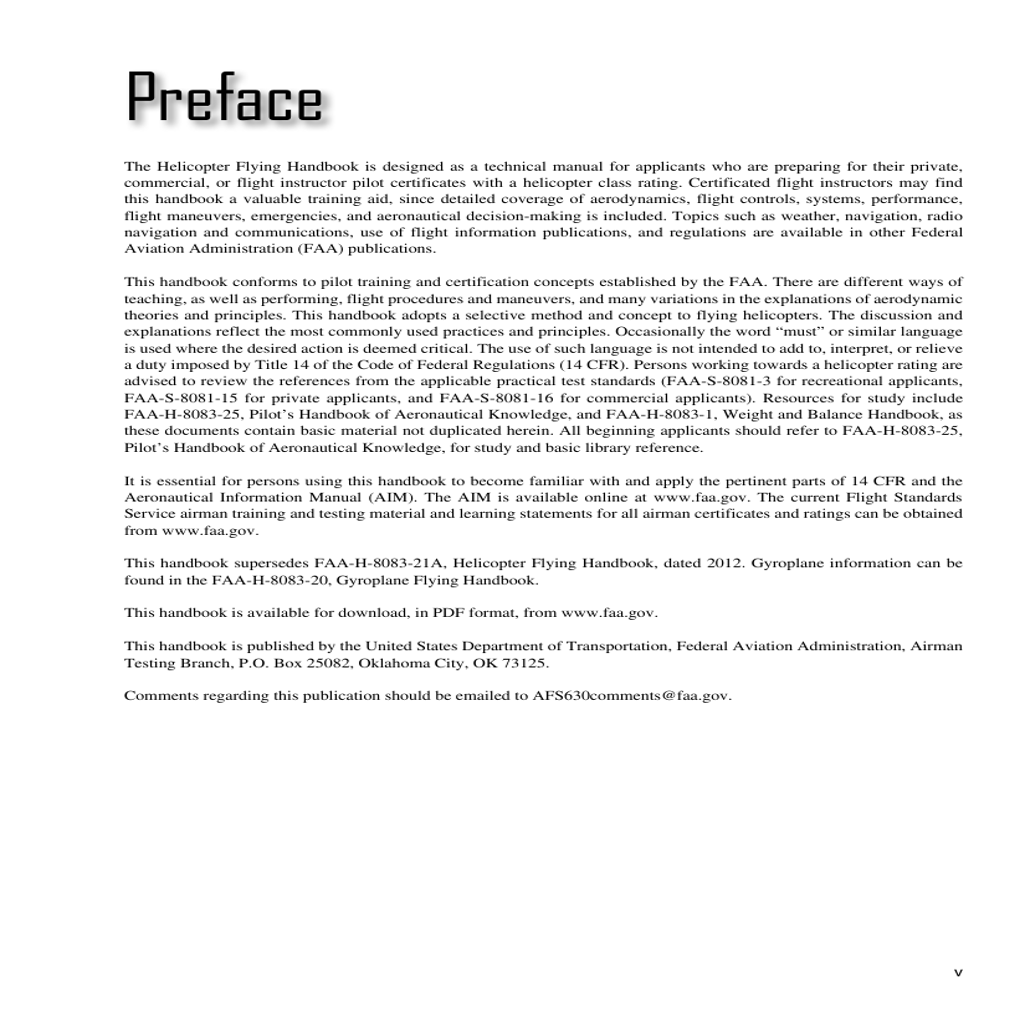 Preface
The Helicopter Flying Handbook is designed as a technical manual for applicants who are preparing for their private,
commercial, or flight instructor pilot certificates with a helicopter class rating. Certificated flight instructors may find
this handbook a valuable training aid, since detailed coverage of aerodynamics, flight controls, systems, performance,
flight maneuvers, emergencies, and aeronautical decision-making is included. Topics such as weather, navigation, radio
navigation and communications, use of flight information publications, and regulations are available in other Federal
Aviation Administration (FAA) publications.
This handbook conforms to pilot training and certification concepts established by the FAA. There are different ways of
teaching, as well as performing, flight procedures and maneuvers, and many variations in the explanations of aerodynamic
theories and principles. This handbook adopts a selective method and concept to flying helicopters. The discussion and
explanations reflect the most commonly used practices and principles. Occasionally the word “must” or similar language
is used where the desired action is deemed critical. The use of such language is not intended to add to, interpret, or relieve
a duty imposed by Title 14 of the Code of Federal Regulations (14 CFR). Persons working towards a helicopter rating are
advised to review the references from the applicable practical test standards (FAA-S-8081-3 for recreational applicants,
FAA-S-8081-15 for private applicants, and FAA-S-8081-16 for commercial applicants). Resources for study include
FAA-H-8083-25, Pilot’s Handbook of Aeronautical Knowledge, and FAA-H-8083-1, Weight and Balance Handbook, as
these documents contain basic material not duplicated herein. All beginning applicants should refer to FAA-H-8083-25,
Pilot’s Handbook of Aeronautical Knowledge, for study and basic library reference.
It is essential for persons using this handbook to become familiar with and apply the pertinent parts of 14 CFR and the
Aeronautical Information Manual (AIM). The AIM is available online at www.faa.gov. The current Flight Standards
Service airman training and testing material and learning statements for all airman certificates and ratings can be obtained
from www.faa.gov.
This handbook supersedes FAA-H-8083-21A, Helicopter Flying Handbook, dated 2012. Gyroplane information can be
found in the FAA-H-8083-20, Gyroplane Flying Handbook.
This handbook is available for download, in PDF format, from www.faa.gov.
This handbook is published by the United States Department of Transportation, Federal Aviation Administration, Airman
Testing Branch, P.O. Box 25082, Oklahoma City, OK 73125.
Comments regarding this publication should be emailed to AFS630comments@faa.gov.
v